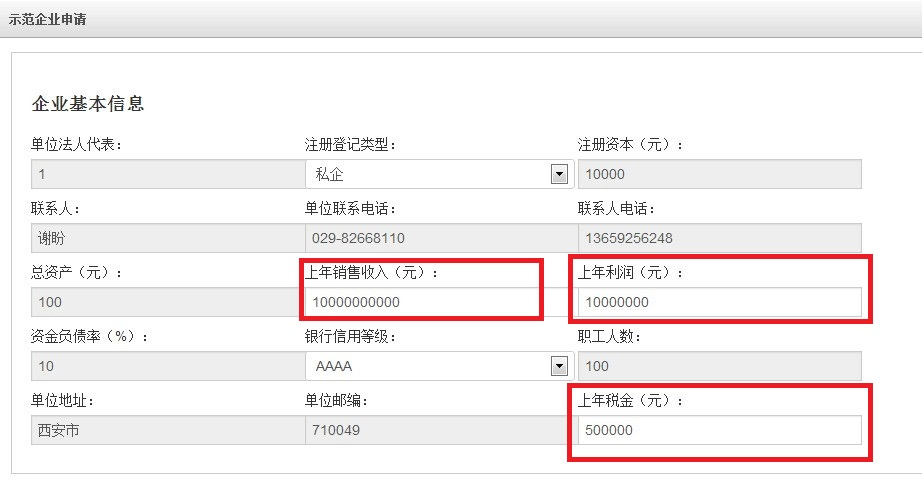 示范企业申请
企业基本信息
单位法人代表： 注册登记类型： 注册资本（元）：
1 私企 10000
联系人： 单位联系电话： 联系人电话：
谢盼 029-82668110 13659256248
总资产（元）： 上年销售收入（元）： 上年利润（元）：
100 10000000000 10000000
资金负债率（%）： 银行信用等级： 职工人数：
10 AAAA 100
单位地址： 单位邮编： 上年税金（元）：
西安市 710049 500000